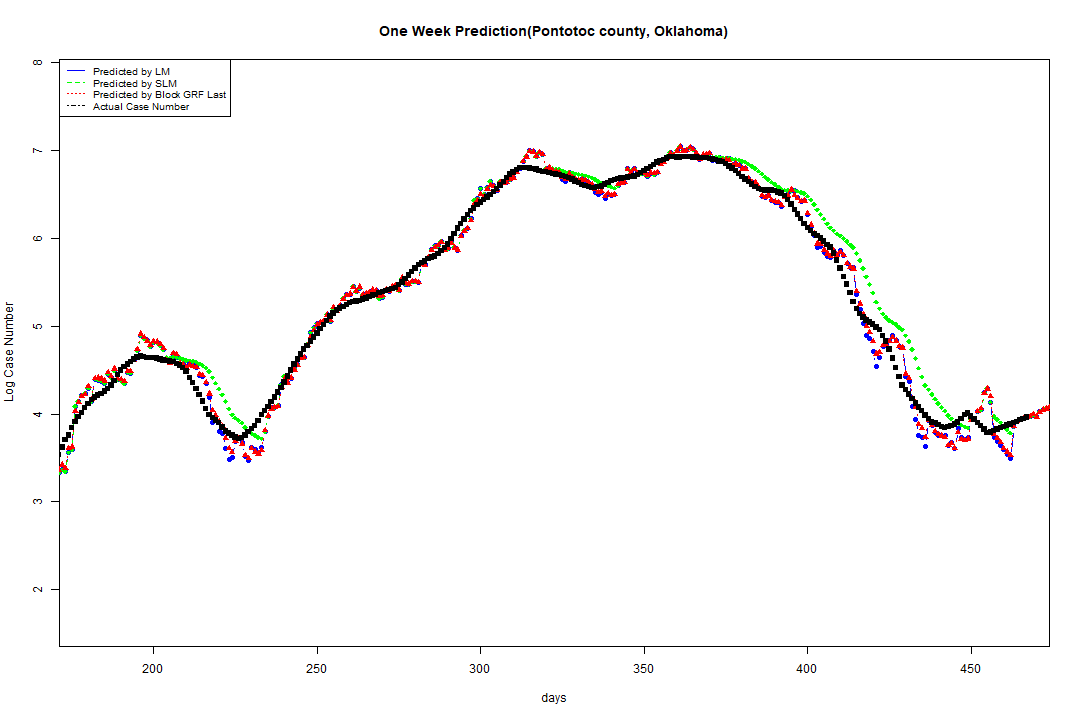 One Week Prediction(Pontotoc county, Oklahoma)
Predicted by LM
Predicted by SLM
Predicted by Block GRF Last
Actual Case Number
8
7
6
5
4
3
2
Log Case Number
200 250 300 350 400 450
days